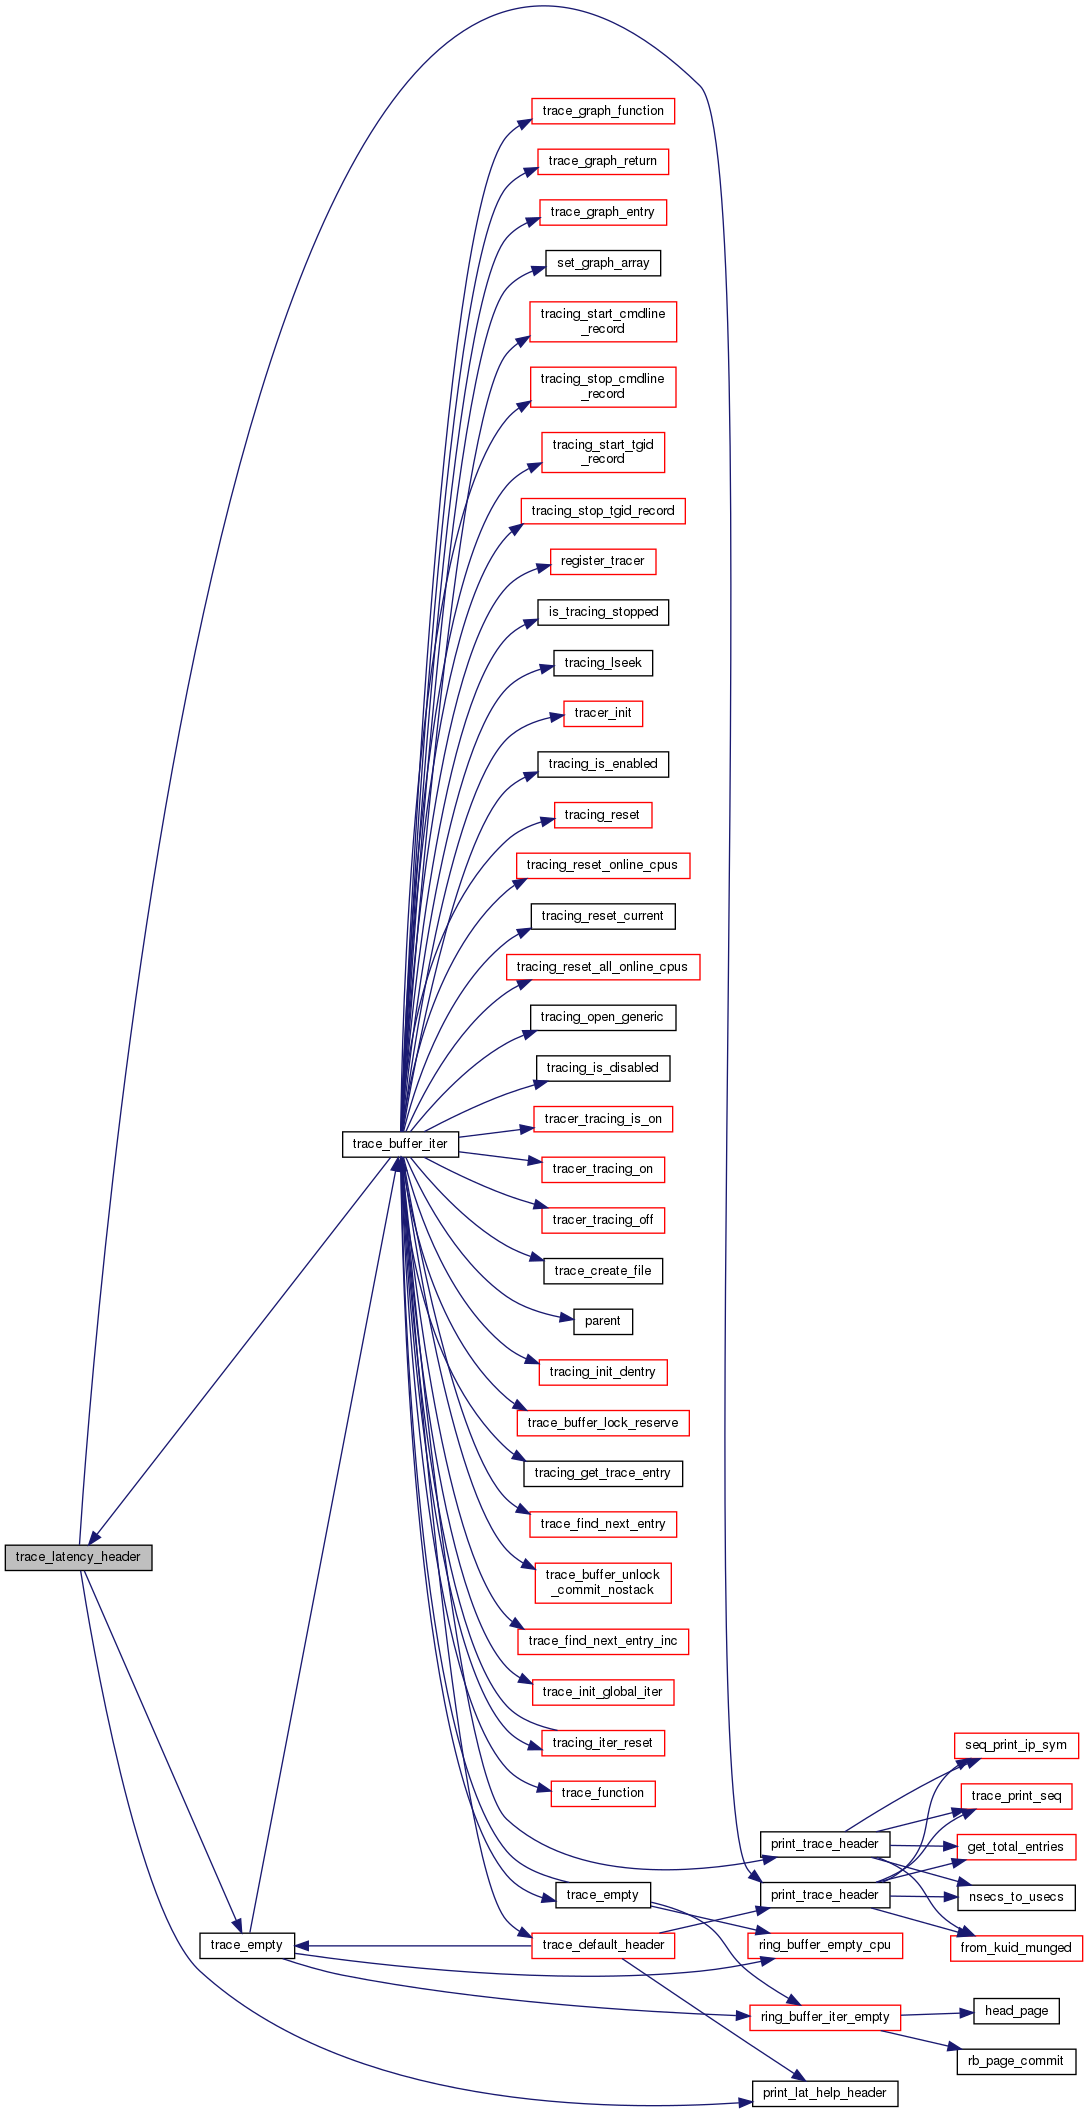 trace_graph_function
trace_graph_return
trace_graph_entry
set_graph_array
tracing_start_cmdline
_record
tracing_stop_cmdline
_record
tracing_start_tgid
_record
tracing_stop_tgid_record
register_tracer
is_tracing_stopped
tracing_lseek
tracer_init
tracing_is_enabled
tracing_reset
tracing_reset_online_cpus
tracing_reset_current
tracing_reset_all_online_cpus
tracing_open_generic
tracing_is_disabled
tracer_tracing_is_on
trace_buffer_iter
tracer_tracing_on
tracer_tracing_off
trace_create_file
parent
tracing_init_dentry
trace_buffer_lock_reserve
tracing_get_trace_entry
trace_find_next_entry
trace_latency_header
trace_buffer_unlock
_commit_nostack
trace_find_next_entry_inc
trace_init_global_iter
tracing_iter_reset
seq_print_ip_sym
trace_function
trace_print_seq
print_trace_header
get_total_entries
trace_empty
print_trace_header
nsecs_to_usecs
trace_empty
trace_default_header
ring_buffer_empty_cpu
from_kuid_munged
ring_buffer_iter_empty
head_page
rb_page_commit
print_lat_help_header